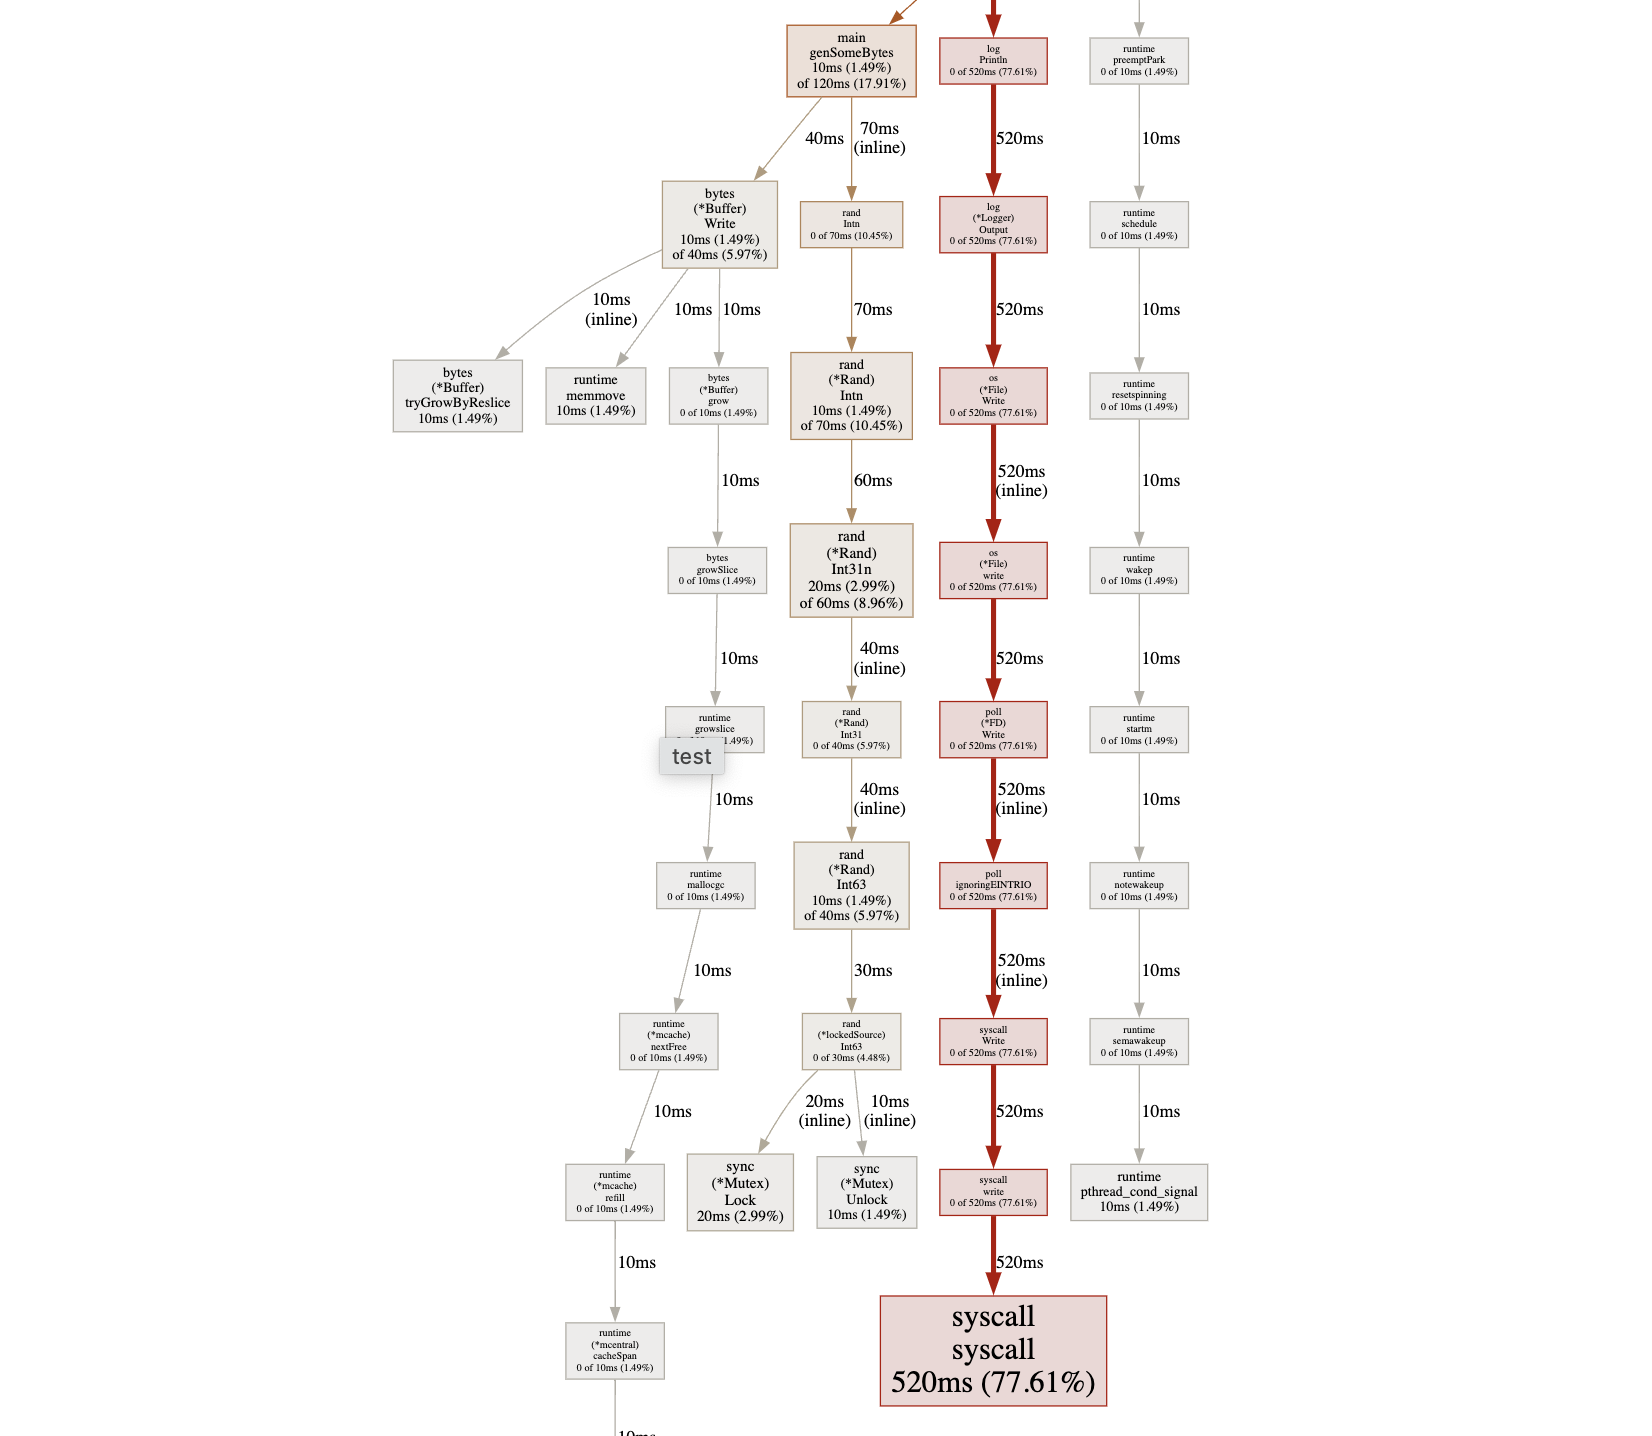 main
genSomeBytes
10ms (1.49%)
of 120ms (17.91%)
log
Println
0 of 520ms (77.61%)
runtime
preemptPark
0 of 10ms (1.49%)
40ms
70ms
(inline)
520ms
10ms
bytes
(*Buffer)
Write
10ms (1.49%)
of 40ms (5.97%)
rand
Intn
0 of 70ms (10.45%)
log
(*Logger)
Output
0 of 520ms (77.61%)
runtime
schedule
0 of 10ms (1.49%)
10ms
(inline)
10ms
10ms
70ms
520ms
10ms
bytes
(*Buffer)
tryGrowByReslice
10ms (1.49%)
runtime
memmove
10ms (1.49%)
bytes
(*Buffer)
grow
0 of 10ms (1.49%)
rand
(*Rand)
Intn
10ms (1.49%)
of 70ms (10.45%)
os
(*File)
Write
0 of 520ms (77.61%)
runtime
resetspinning
0 of 10ms (1.49%)
10ms
60ms
520ms
(inline)
10ms
bytes
growSlice
0 of 10ms (1.49%)
rand
(*Rand)
Int31n
20ms (2.99%)
of 60ms (8.96%)
os
(*File)
write
0 of 520ms (77.61%)
runtime
wakep
0 of 10ms (1.49%)
10ms
40ms
(inline)
520ms
10ms
runtime
growslice
1.49%)
test
rand
(*Rand)
Int31
0 of 40ms (5.97%)
poll
(*FD)
Write
0 of 520ms (77.61%)
runtime
startm
0 of 10ms (1.49%)
10ms
40ms
(inline)
520ms
(inline)
10ms
runtime
mallocgc
0 of 10ms (1.49%)
rand
(*Rand)
Int63
10ms (1.49%)
of 40ms (5.97%)
poll
ignoringEINTRIO
0 of 520ms (77.61%)
runtime
notewakeup
0 of 10ms (1.49%)
10ms
30ms
520ms
(inline)
10ms
runtime
(*mcache)
nextFree
0 of 10ms (1.49%)
rand
(*lockedSource)
Int63
0 of 30ms (4.48%)
syscall
Write
0 of 520ms (77.61%)
runtime
semawakeup
0 of 10ms (1.49%)
10ms
20ms
(inline)
10ms
(inline)
520ms
10ms
runtime
(*mcache)
refill
0 of 10ms (1.49%)
sync
(*Mutex)
Lock
20ms (2.99%)
sync
(*Mutex)
Unlock
10ms (1.49%)
syscall
write
0 of 520ms (77.61%)
runtime
pthread_cond_signal
10ms (1.49%)
10ms
520ms
runtime
(*mcentral)
cacheSpan
0 of 10ms (1.49%)
syscall
syscall
520ms (77.61%)
10ms